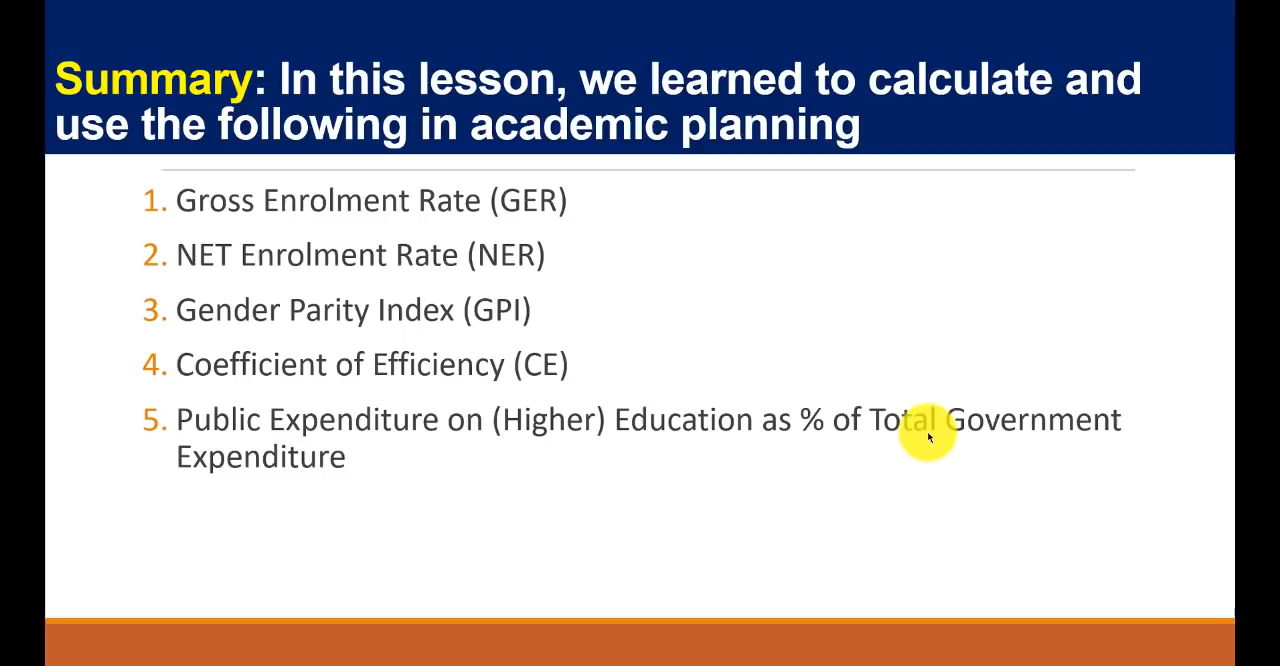 Summary: In this lesson, we learned to calculate and
use the following in academic planning
1. Gross Enrolment Rate (GER)
2. NET Enrolment Rate (NER)
3. Gender Parity Index (GPI)
4. Coefficient of Efficiency (CE)
5. Public Expenditure on (Higher) Education as % of Total Government
Expenditure